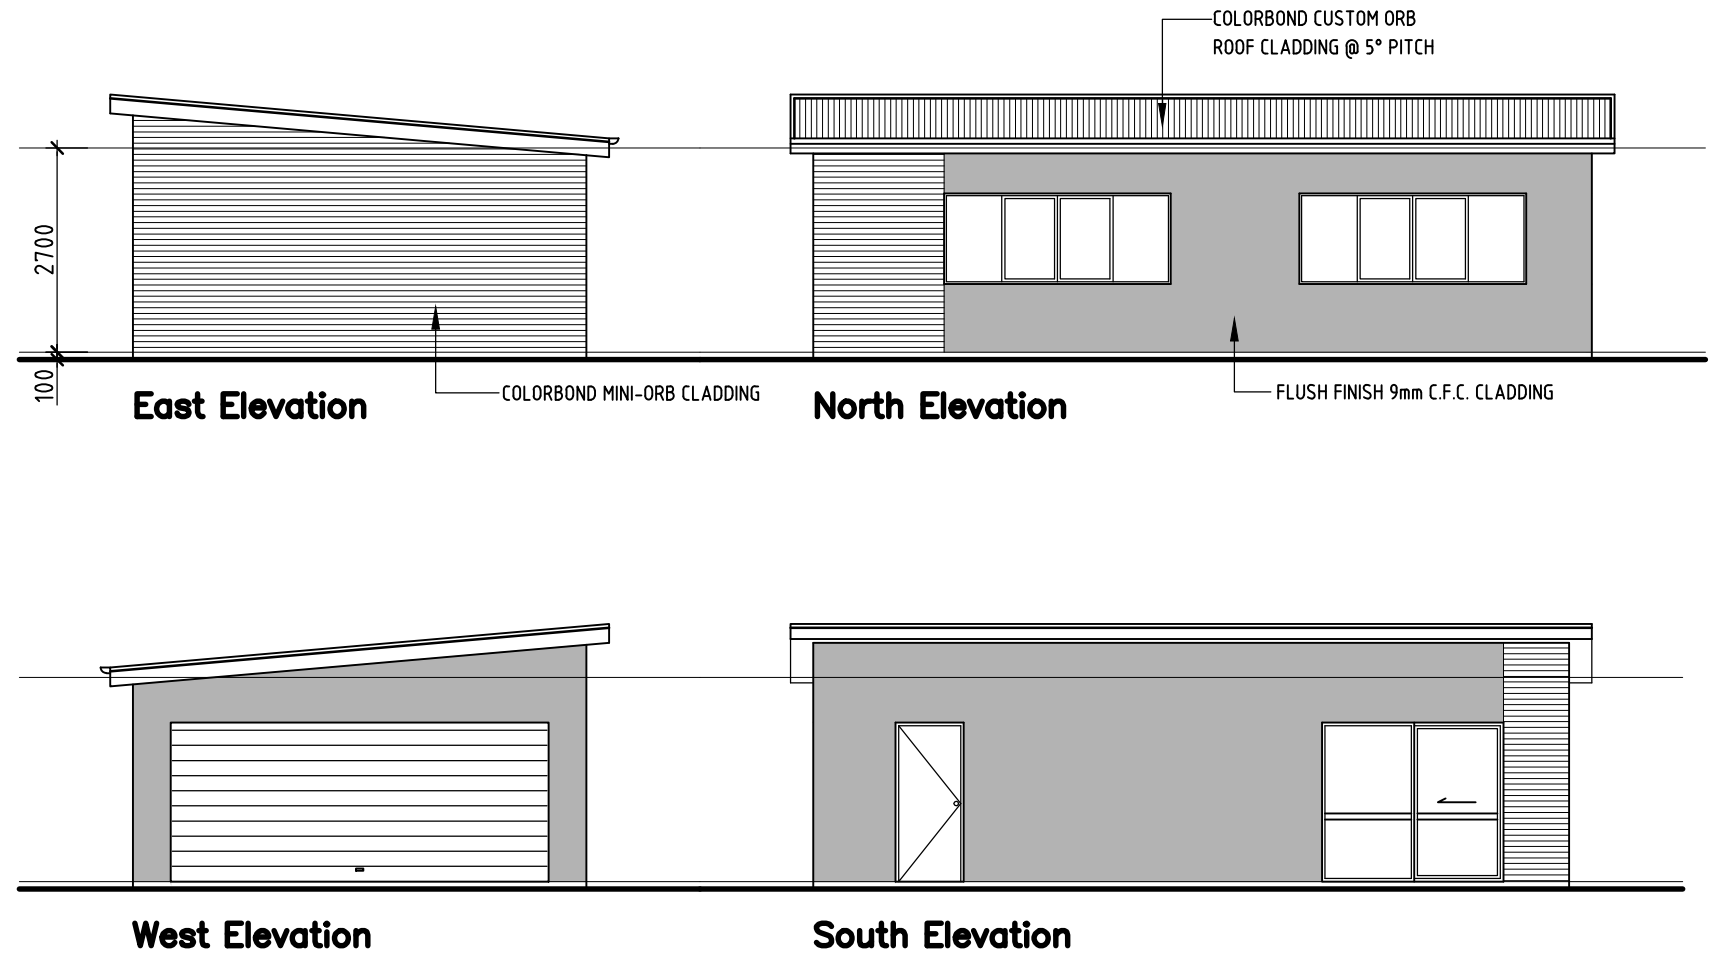 COLORBOND CUSTOM ORB
ROOF CLADDING @ 5° PITCH
2700
100
COLORBOND MINI-ORB CLADDING
FLUSH FINISH 9mm C.F.C. CLADDING
East Elevation
North Elevation
West Elevation
South Elevation